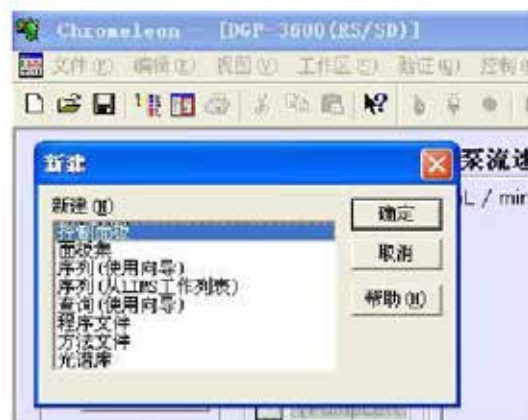 Chromeleon - [DGP-3600(RS/SD)]
文件(F) 编辑(E) 视图(V) 工作区(S) 验证(Q) 控制
新建
泵流速
L / min
新建(N)
控制面板
面板集
序列(使用向导)
序列(从LIMS工作列表)
查询(使用向导)
程序文件
方法文件
光谱库
确定
取消
帮助(H)